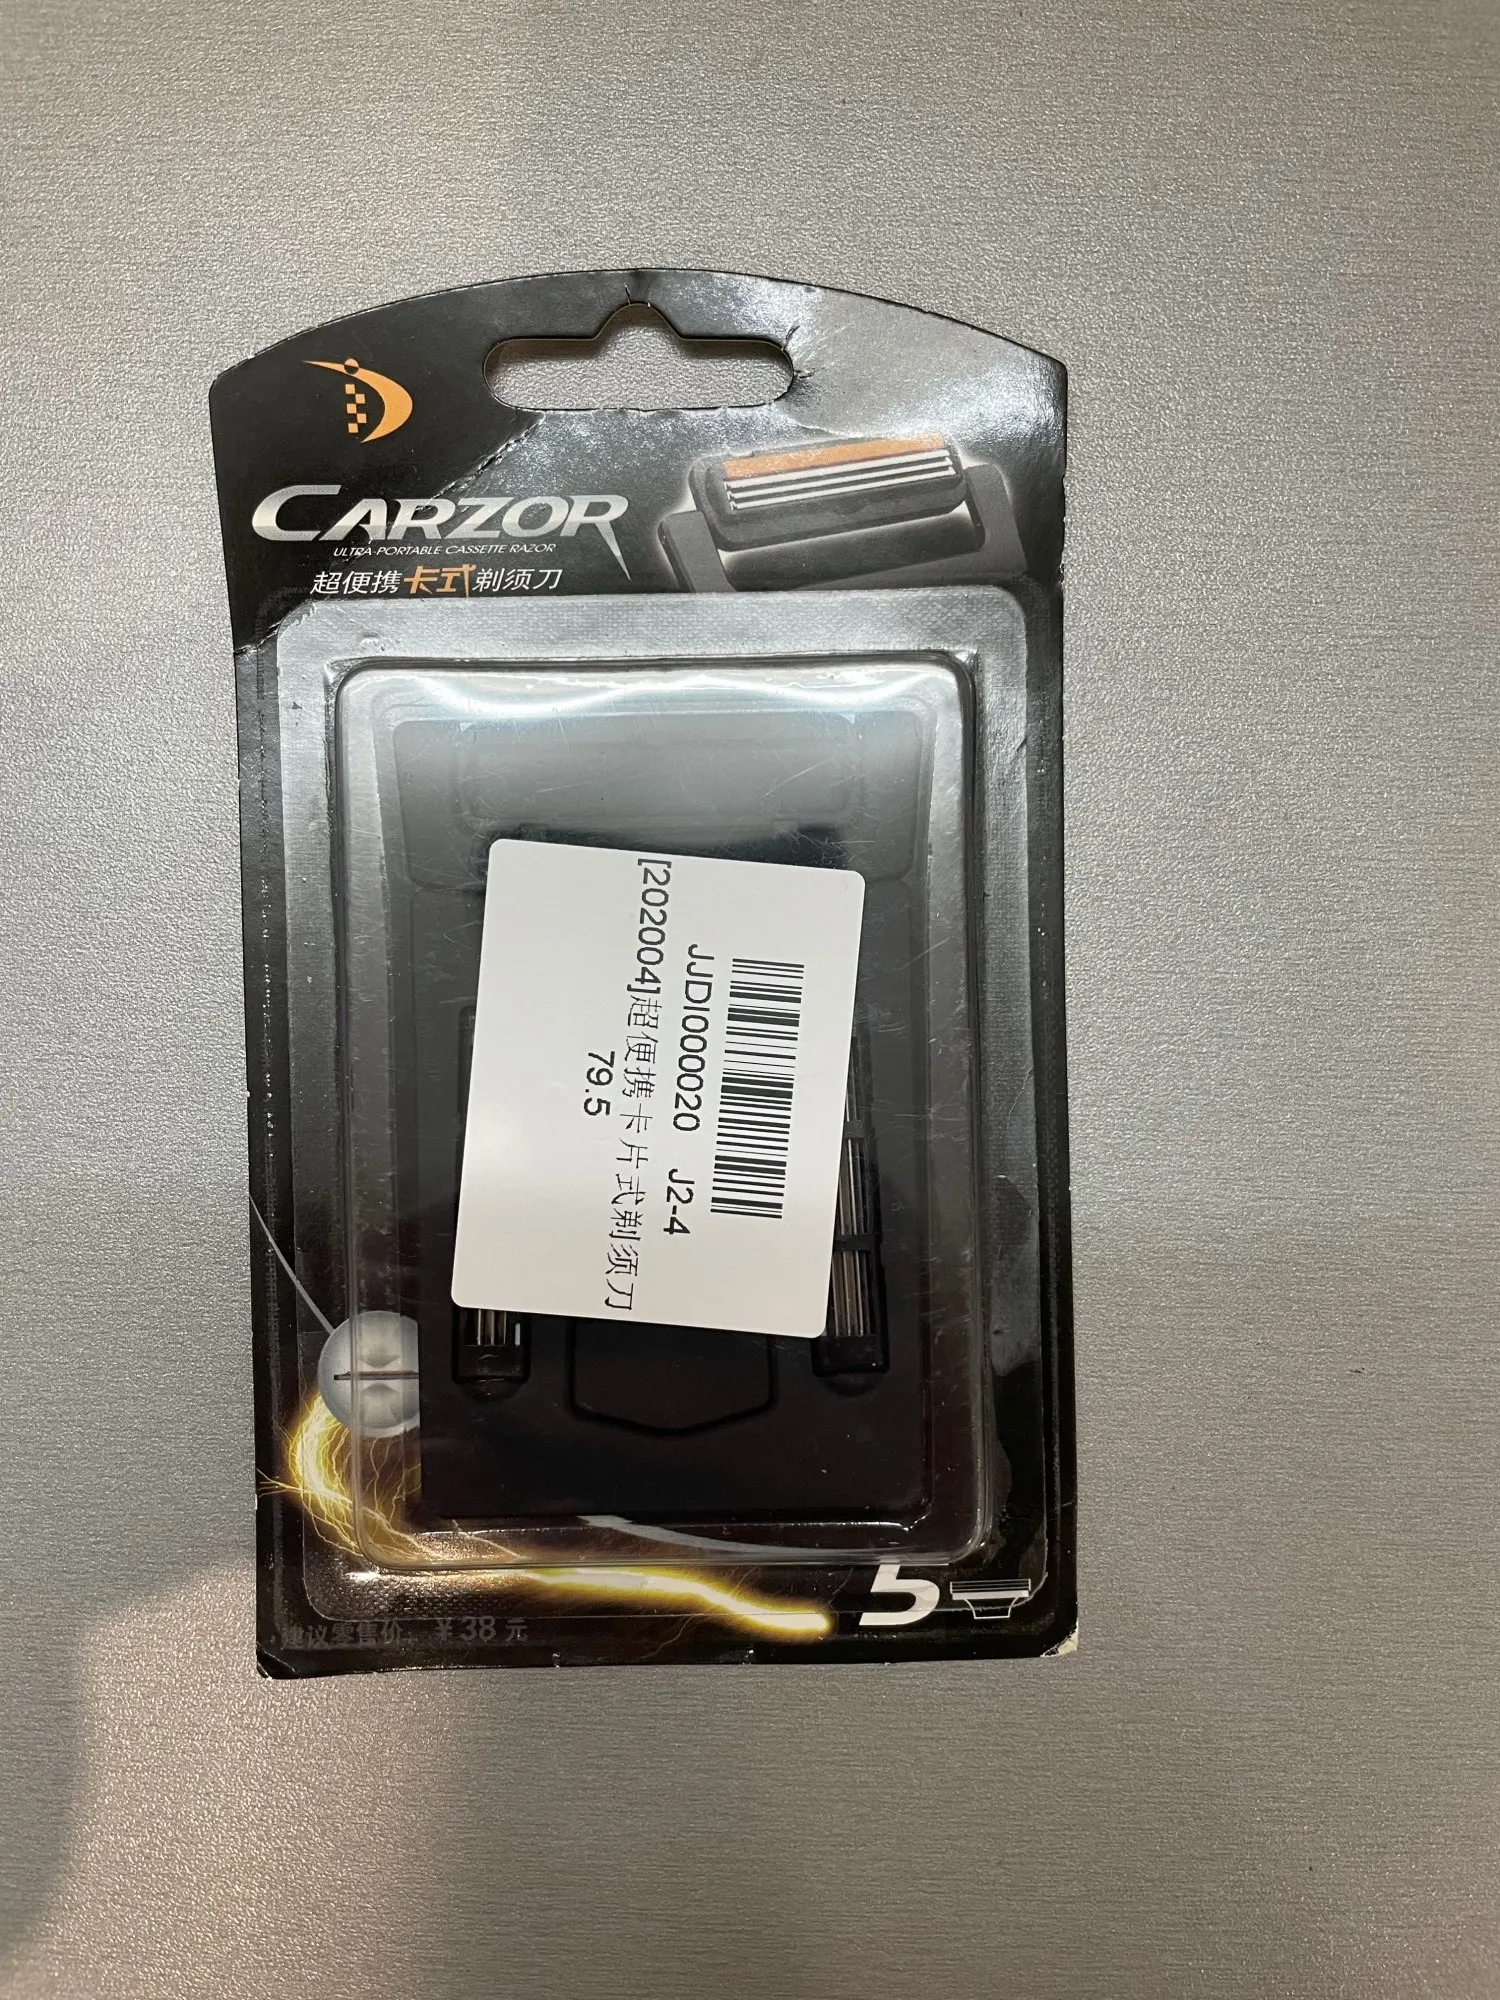 CARZOR
ULTRA-PORTABLE CASSETTE RAZOR
超便携卡式剃须刀
JJDI000020 J2-4
[202004]超便携卡片式剃须刀
79.5
5
建议零售价：￥38元